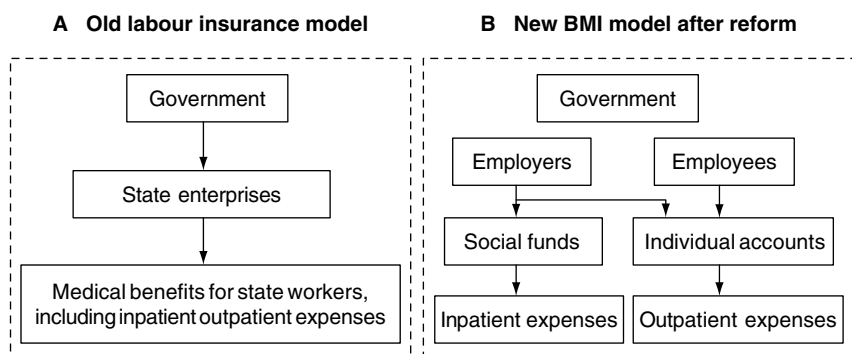 A Old labour insurance model
Government
State enterprises
Medical benefits for state workers,
including inpatient outpatient expenses
B New BMI model after reform
Government
Employers Employees
Social funds Individual accounts
Inpatient expenses Outpatient expenses